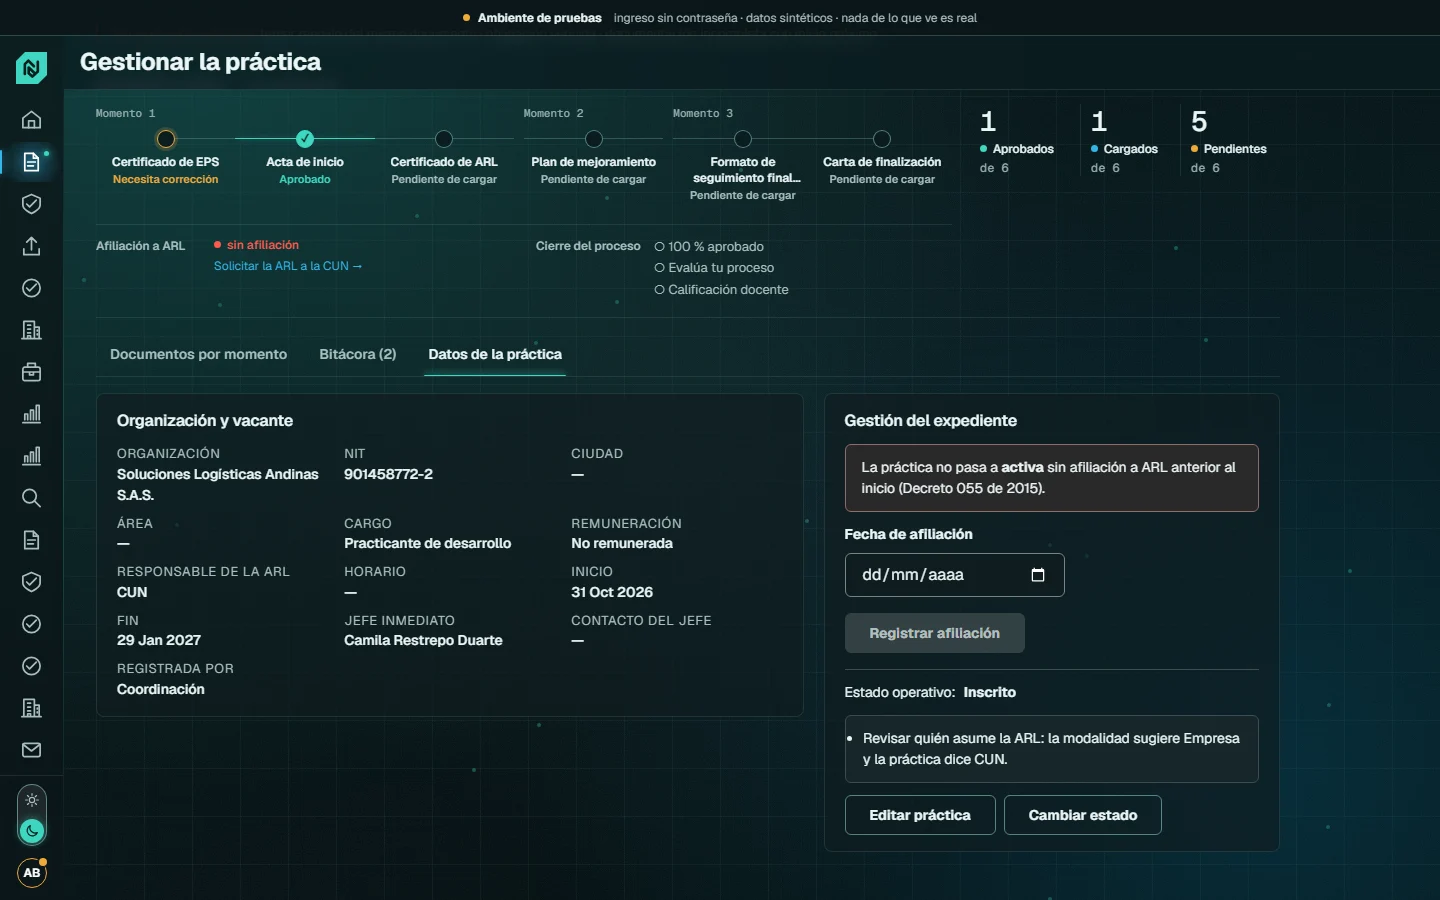 Ambiente de pruebas ingreso sin contraseña · datos sintéticos · nada de lo que ve es real
Gestionar la práctica
Momento 1
Momento 2
Momento 3
Certificado de EPS
Necesita corrección
Acta de inicio
Aprobado
Certificado de ARL
Pendiente de cargar
Plan de mejoramiento
Pendiente de cargar
Formato de
seguimiento final...
Pendiente de cargar
Carta de finalización
Pendiente de cargar
1
Aprobados
de 6
1
Cargados
de 6
5
Pendientes
de 6
Afiliación a ARL
sin afiliación
Solicitar la ARL a la CUN →
Cierre del proceso
100 % aprobado
Evalúa tu proceso
Calificación docente
Documentos por momento
Bitácora (2)
Datos de la práctica
Organización y vacante
ORGANIZACIÓN
Soluciones Logísticas Andinas
S.A.S.
NIT
901458772-2
CIUDAD
—
ÁREA
—
CARGO
Practicante de desarrollo
REMUNERACIÓN
No remunerada
RESPONSABLE DE LA ARL
CUN
HORARIO
—
INICIO
31 Oct 2026
FIN
29 Jan 2027
JEFE INMEDIATO
Camila Restrepo Duarte
CONTACTO DEL JEFE
—
REGISTRADA POR
Coordinación
Gestión del expediente
La práctica no pasa a activa sin afiliación a ARL anterior al
inicio (Decreto 055 de 2015).
Fecha de afiliación
dd/mm/aaaa
Registrar afiliación
Estado operativo: Inscrito
• Revisar quién asume la ARL: la modalidad sugiere Empresa
y la práctica dice CUN.
Editar práctica
Cambiar estado
AB